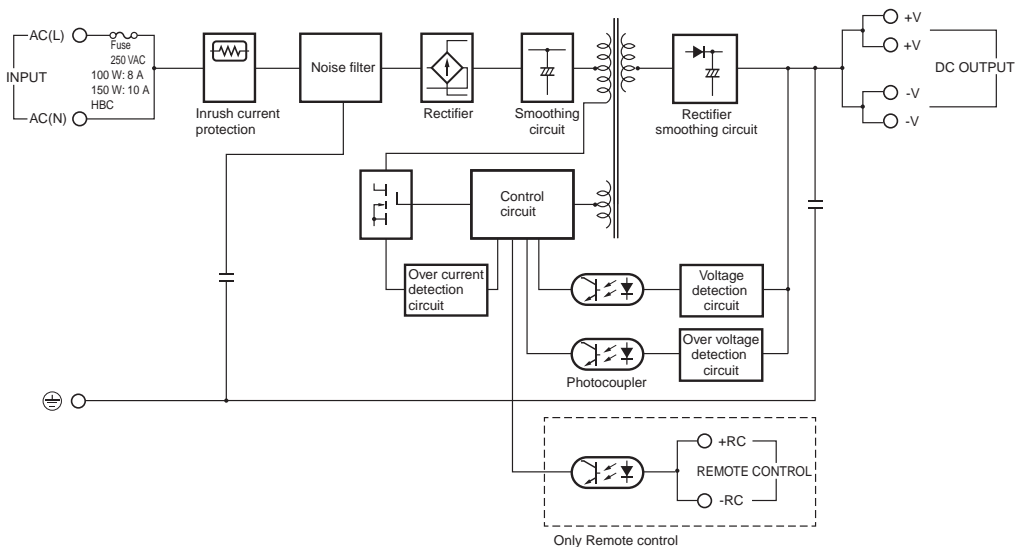 AC(L)
Fuse
250 VAC
100 W: 8 A
150 W: 10 A
HBC
INPUT
AC(N)
Inrush current
protection
Noise filter
Rectifier
Smoothing
circuit
Rectifier
smoothing circuit
+V
+V
DC OUTPUT
-V
-V
Control
circuit
Over current
detection
circuit
Voltage
detection
circuit
Over voltage
detection
circuit
Photocoupler
+RC
REMOTE CONTROL
-RC
Only Remote control